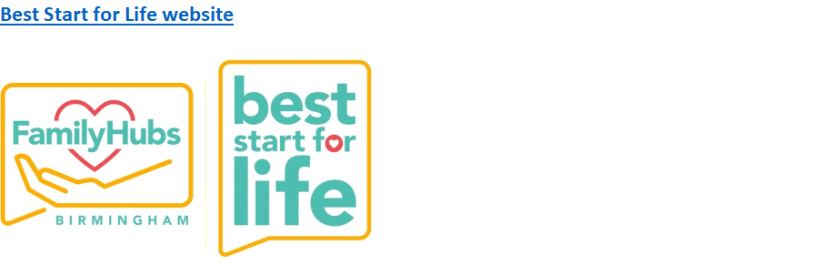 Best Start for Life website
FamilyHubs
BIRMINGHAM
best
start for
life